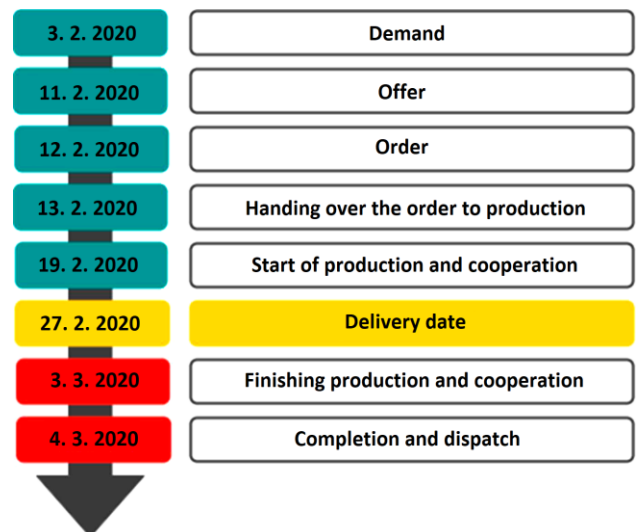 3. 2. 2020 Demand
11. 2. 2020 Offer
12. 2. 2020 Order
13. 2. 2020 Handing over the order to production
19. 2. 2020 Start of production and cooperation
27. 2. 2020 Delivery date
3. 3. 2020 Finishing production and cooperation
4. 3. 2020 Completion and dispatch